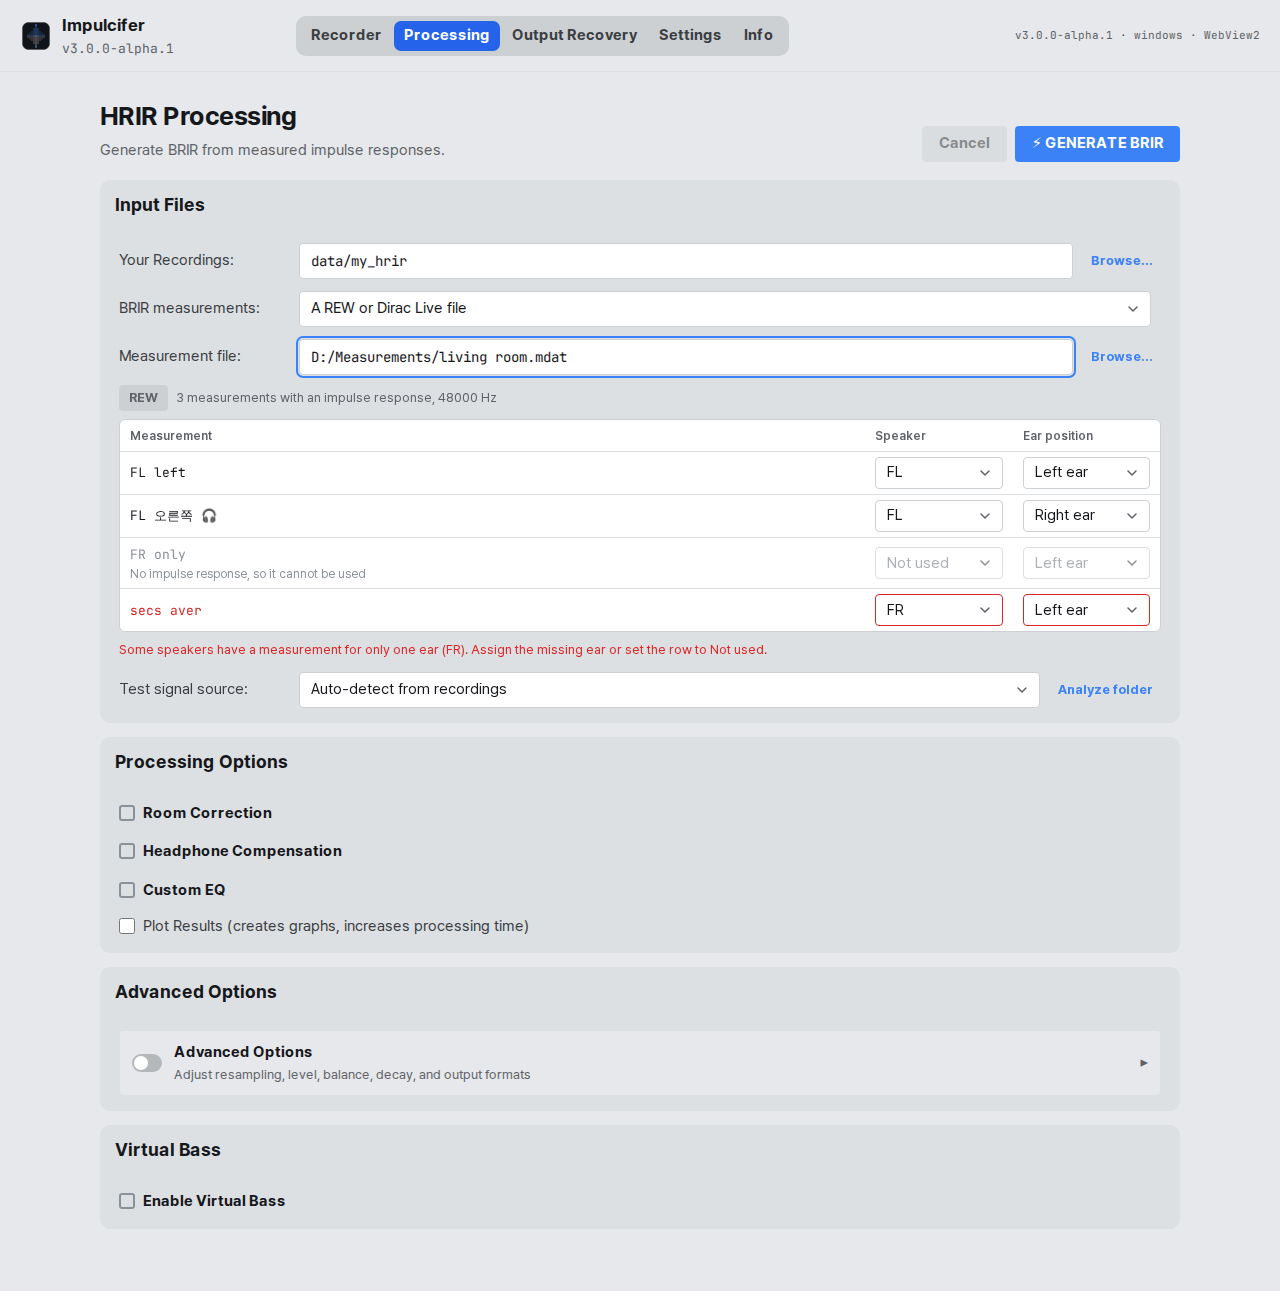 Impulcifer
v3.0.0-alpha.1
Recorder Processing Output Recovery Settings Info
v3.0.0-alpha.1 · windows · WebView2
HRIR Processing
Generate BRIR from measured impulse responses.
Cancel
⚡ GENERATE BRIR
Input Files
Your Recordings:
data/my_hrir
Browse...
BRIR measurements:
A REW or Dirac Live file
Measurement file:
D:/Measurements/living room.mdat
Browse...
REW
3 measurements with an impulse response, 48000 Hz
Measurement Speaker Ear position
FL left FL Left ear
FL 오른쪽 🎧 FL Right ear
FR only Not used Left ear
No impulse response, so it cannot be used
secs aver FR Left ear
Some speakers have a measurement for only one ear (FR). Assign the missing ear or set the row to Not used.
Test signal source:
Auto-detect from recordings
Analyze folder
Processing Options
Room Correction
Headphone Compensation
Custom EQ
Plot Results (creates graphs, increases processing time)
Advanced Options
Advanced Options
Adjust resampling, level, balance, decay, and output formats
Virtual Bass
Enable Virtual Bass